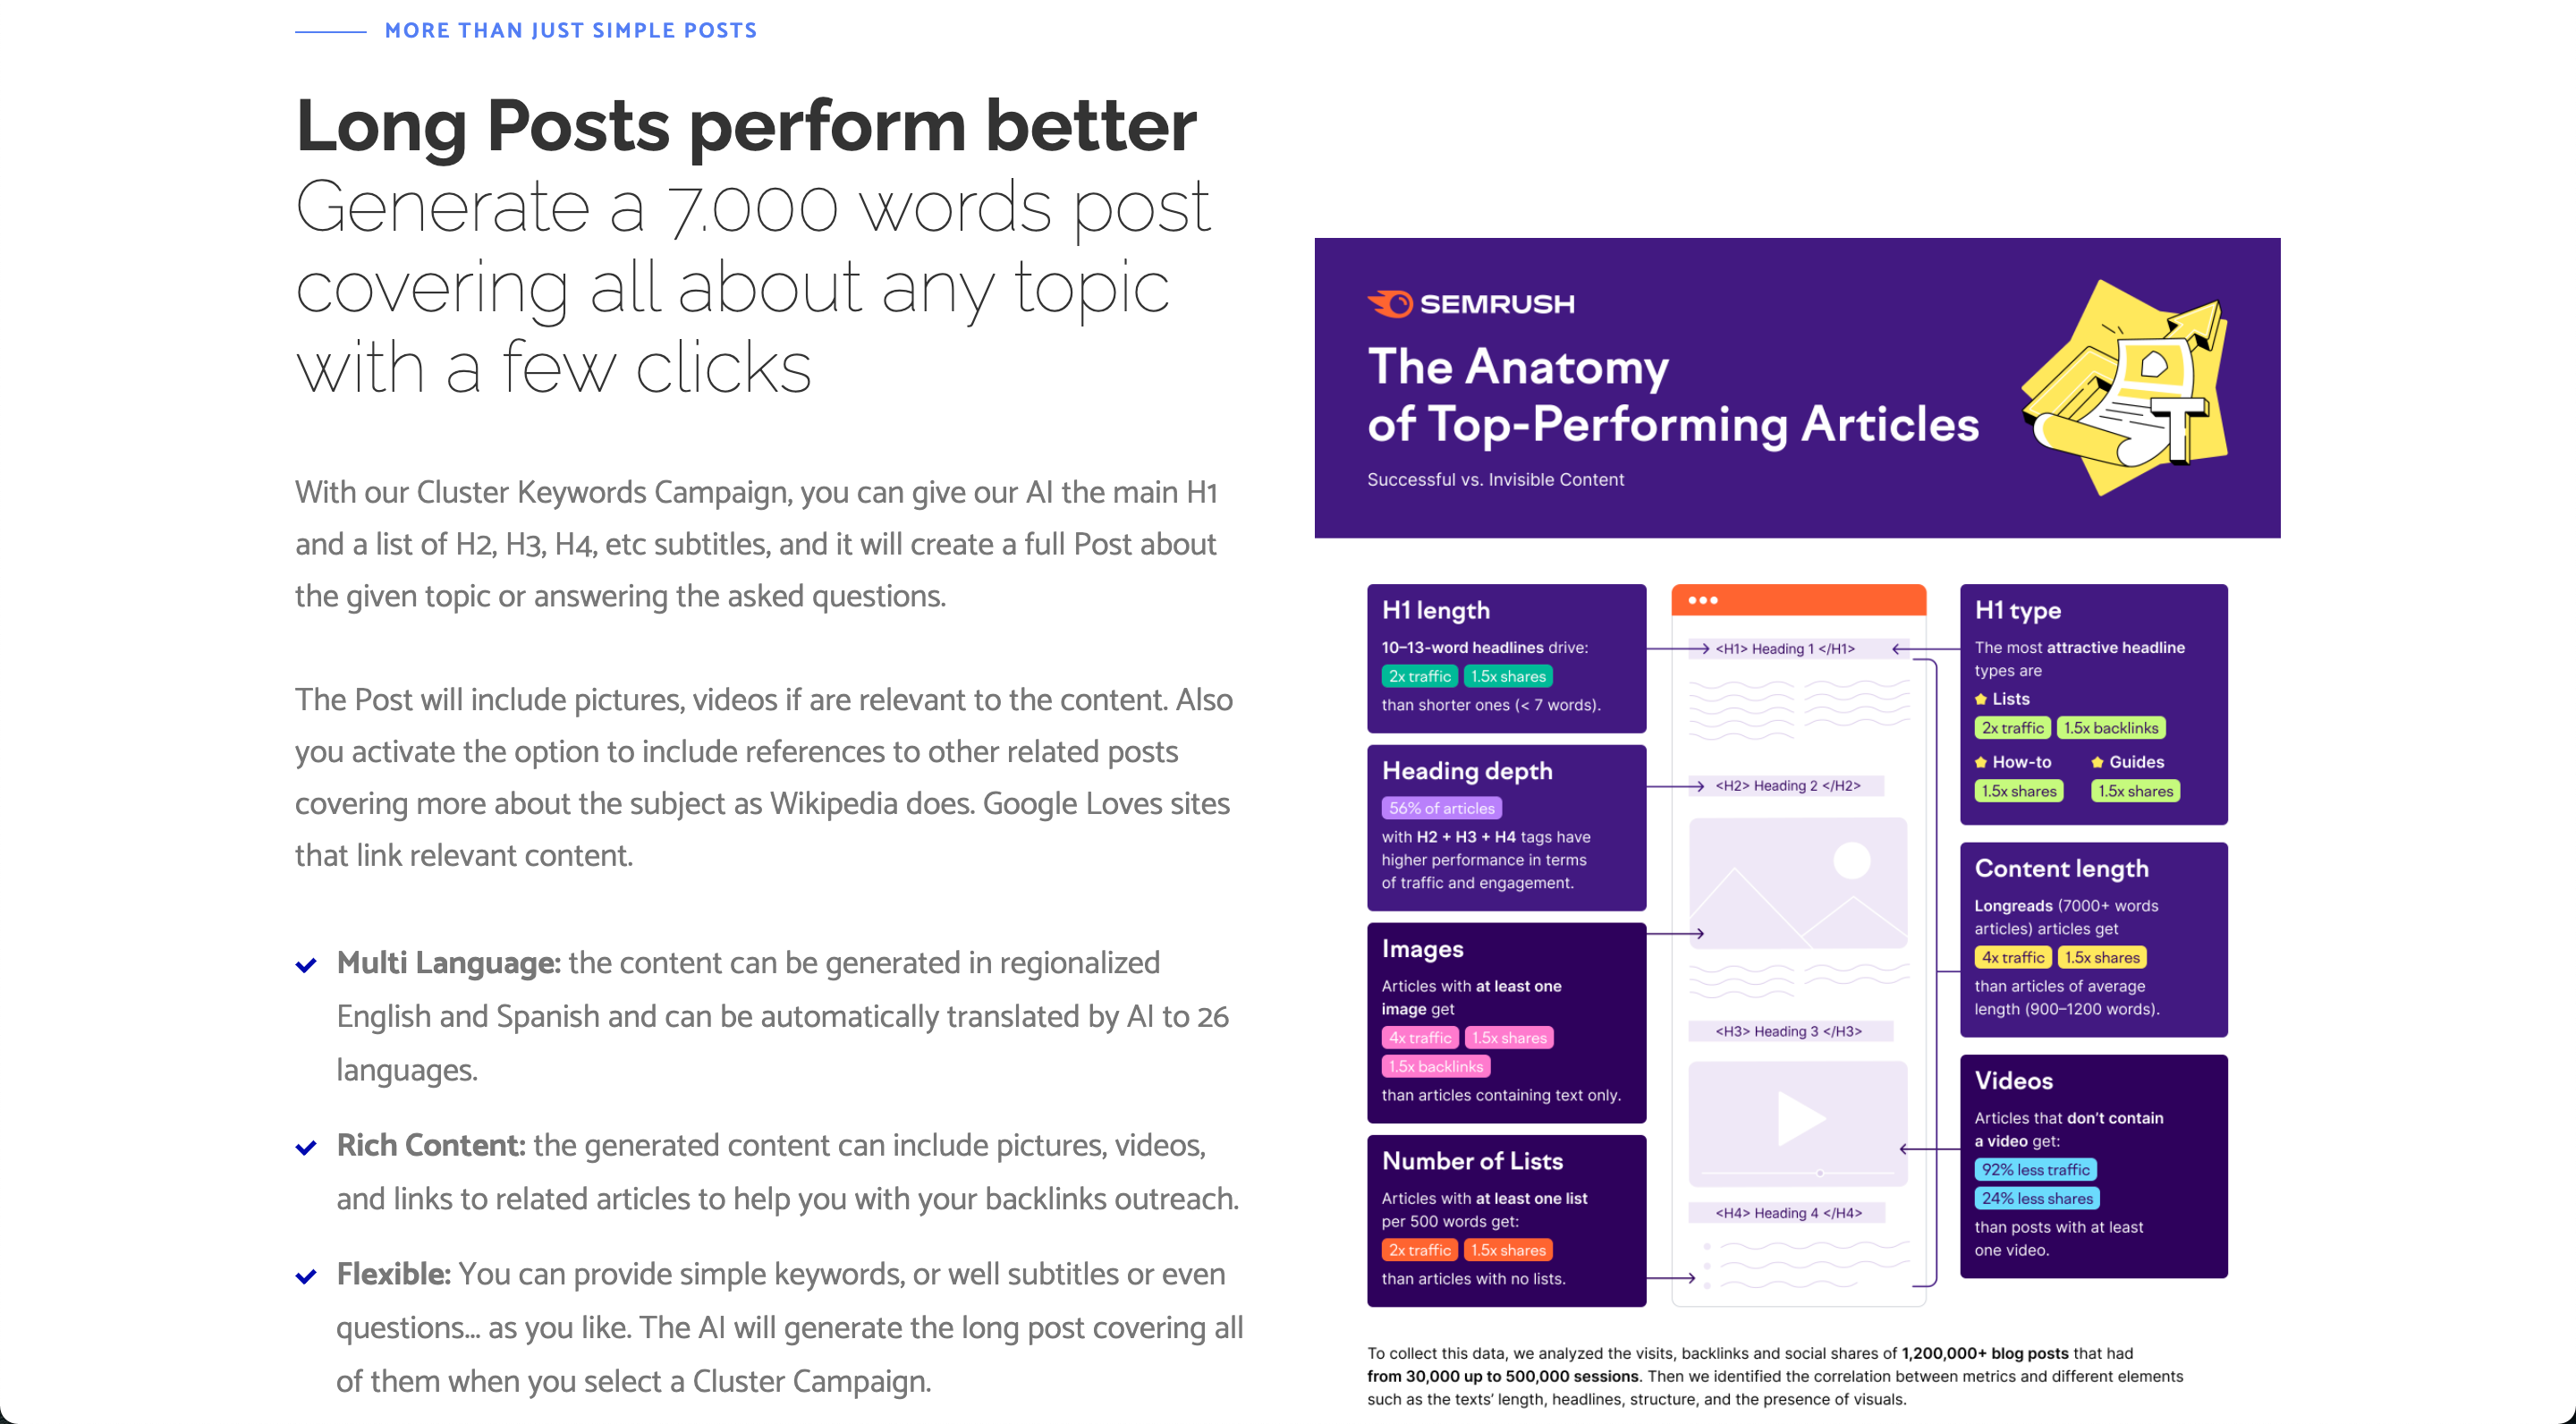 MORE THAN JUST SIMPLE POSTS
Long Posts perform better
Generate a 7.000 words post
covering all about any topic
with a few clicks
With our Cluster Keywords Campaign, you can give our AI the main H1
and a list of H2, H3, H4, etc subtitles, and it will create a full Post about
the given topic or answering the asked questions.
The Post will include pictures, videos if are relevant to the content. Also
you activate the option to include references to other related posts
covering more about the subject as Wikipedia does. Google Loves sites
that link relevant content.
Multi Language: the content can be generated in regionalized
English and Spanish and can be automatically translated by AI to 26
languages.
Rich Content: the generated content can include pictures, videos,
and links to related articles to help you with your backlinks outreach.
Flexible: You can provide simple keywords, or well subtitles or even
questions... as you like. The AI will generate the long post covering all
of them when you select a Cluster Campaign.
SEMRUSH
The Anatomy
of Top-Performing Articles
Successful vs. Invisible Content
H1 length
10–13-word headlines drive:
2x traffic 1.5x shares
than shorter ones (< 7 words).
Heading depth
56% of articles
with H2 + H3 + H4 tags have
higher performance in terms
of traffic and engagement.
Images
Articles with at least one
image get
4x traffic 1.5x shares
1.5x backlinks
than articles containing text only.
Number of Lists
Articles with at least one list
per 500 words get:
2x traffic 1.5x shares
than articles with no lists.
<H1> Heading 1 </H1>
<H2> Heading 2 </H2>
<H3> Heading 3 </H3>
<H4> Heading 4 </H4>
H1 type
The most attractive headline
types are
Lists
2x traffic 1.5x backlinks
How-to Guides
1.5x shares 1.5x shares
Content length
Longreads (7000+ words
articles) articles get
4x traffic 1.5x shares
than articles of average
length (900–1200 words).
Videos
Articles that don't contain
a video get:
92% less traffic
24% less shares
than posts with at least
one video.
To collect this data, we analyzed the visits, backlinks and social shares of 1,200,000+ blog posts that had
from 30,000 up to 500,000 sessions. Then we identified the correlation between metrics and different elements
such as the texts' length, headlines, structure, and the presence of visuals.